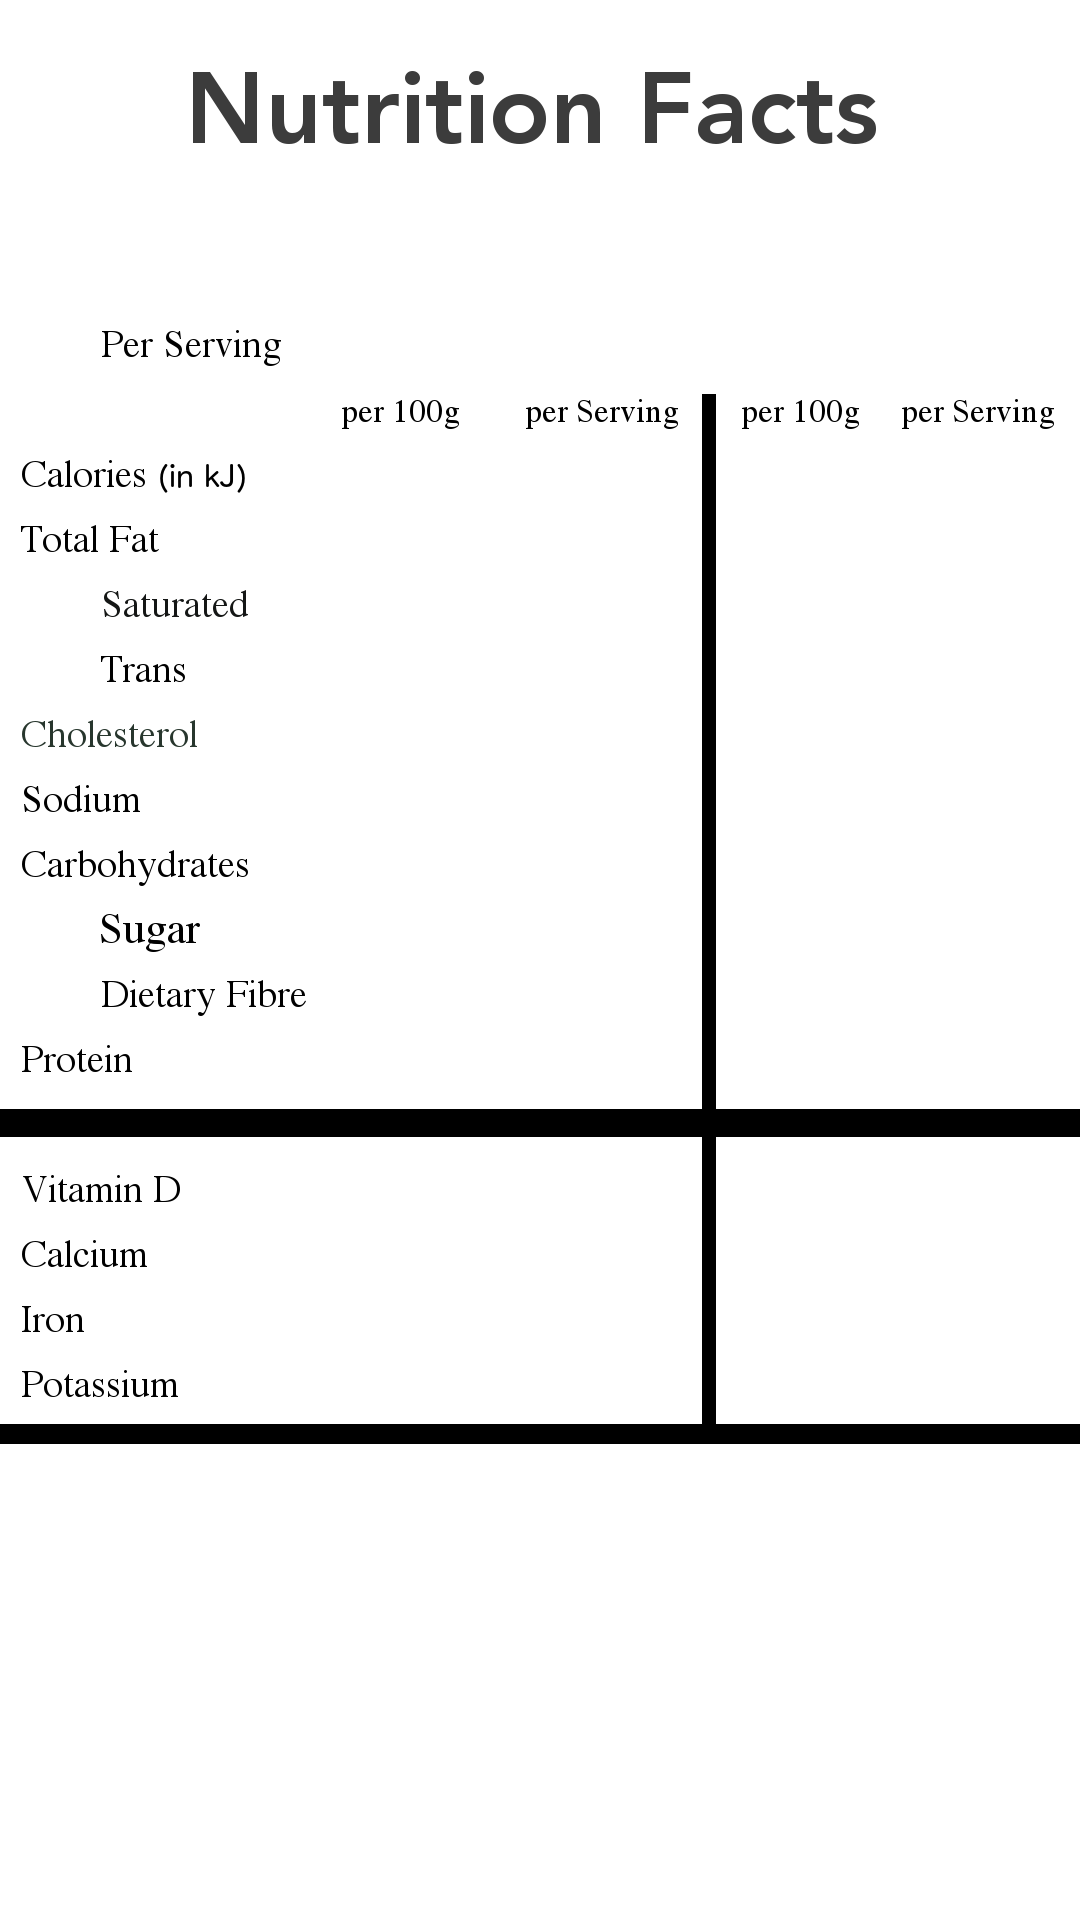 Nutrition Facts
Per Serving
per 100g per Serving per 100g per Serving
Calories (in kJ)
Total Fat
Saturated
Trans
Cholesterol
Sodium
Carbohydrates
Sugar
Dietary Fibre
Protein
Vitamin D
Calcium
Iron
Potassium